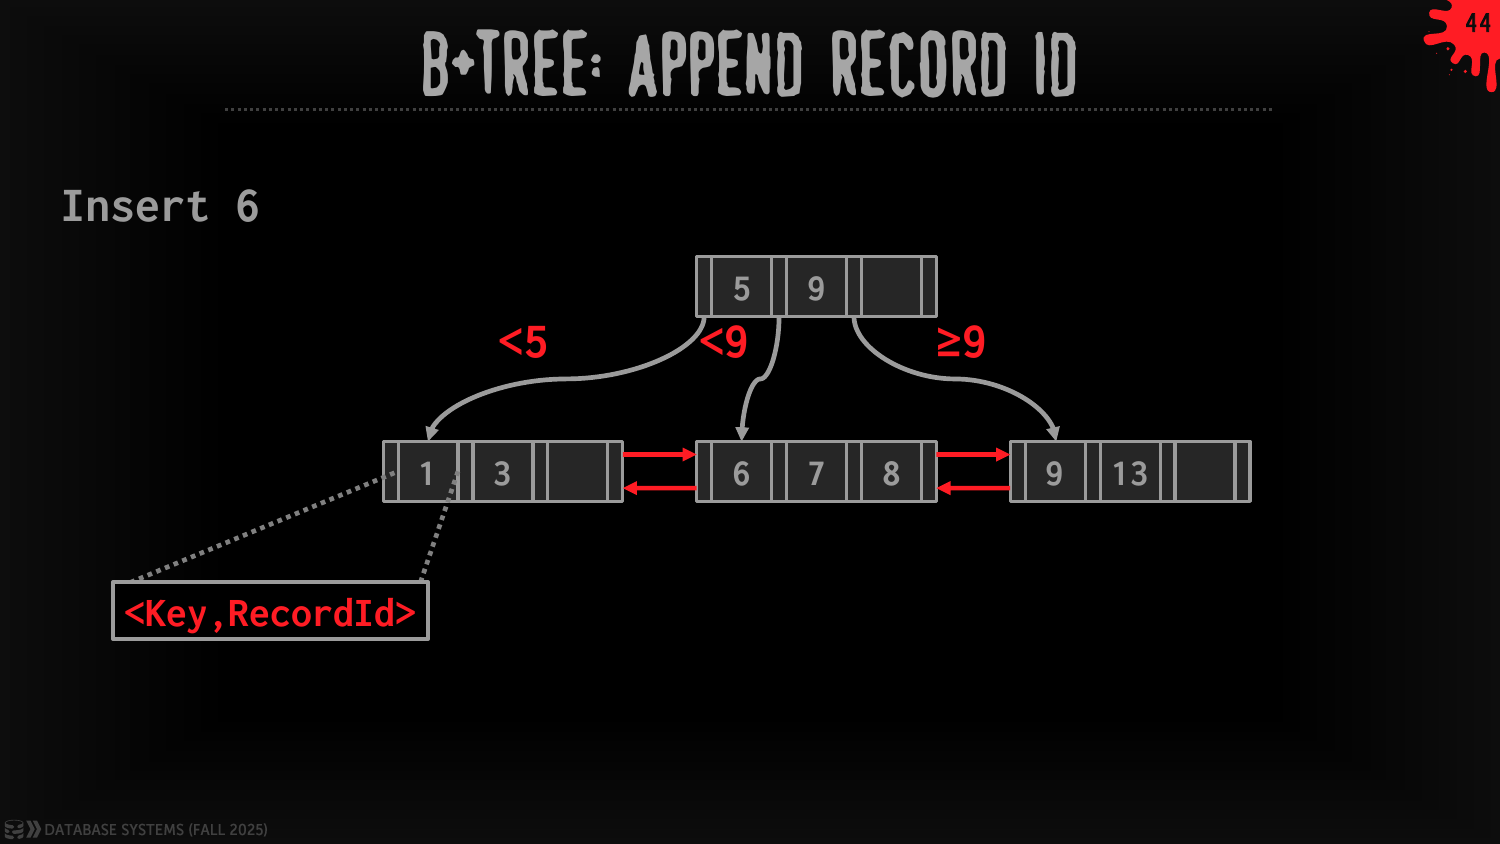 44
B+TREE: APPEND RECORD ID
Insert 6
5 9
<5 <9 ≥9
1 3 6 7 8 9 13
<Key,RecordId>
DATABASE SYSTEMS (FALL 2025)